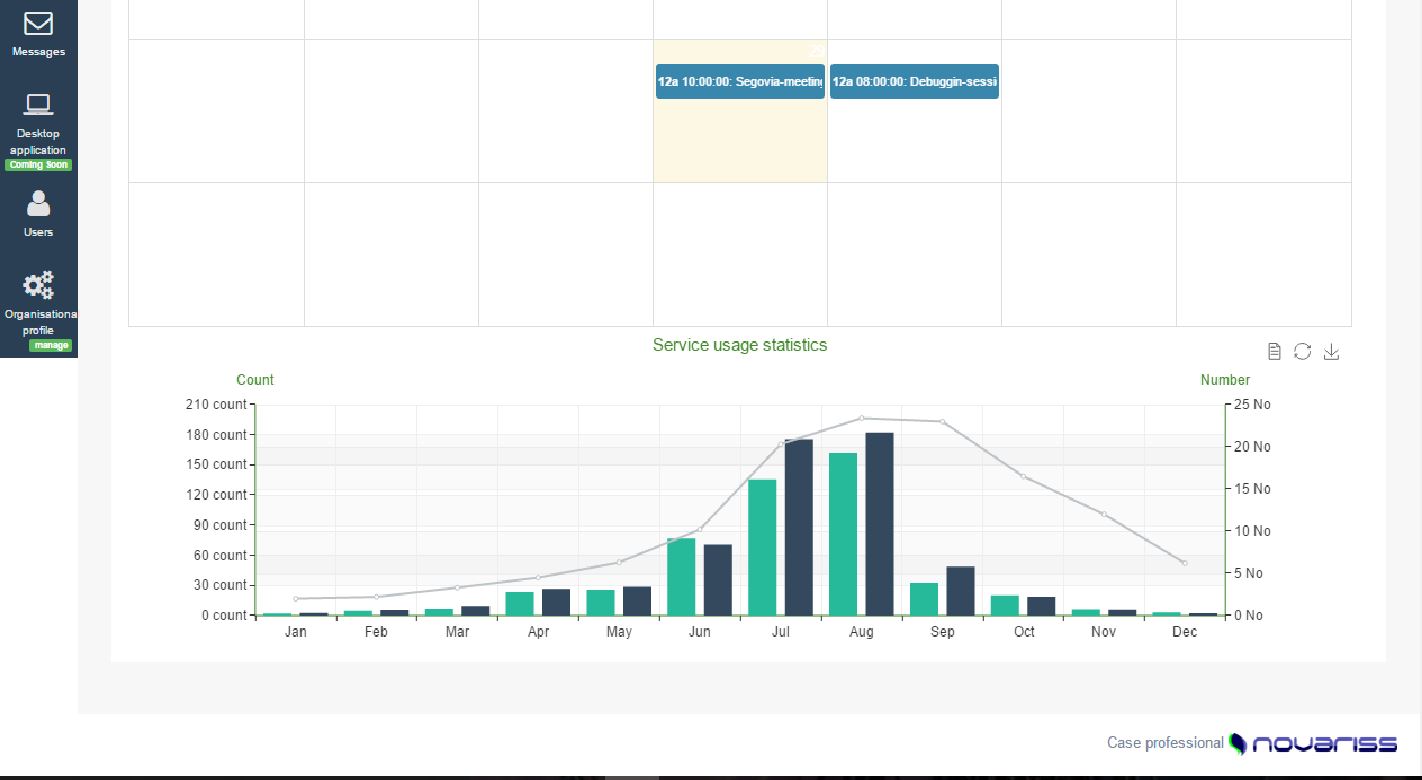 Messages
Desktop
application
Coming Soon
Users
Organisationa
profile
manage
29
12a 10:00:00: Segovia-meeting
12a 08:00:00: Debuggin-sessi
Service usage statistics
Count
Number
210 count
180 count
150 count
120 count
90 count
60 count
30 count
0 count
25 No
20 No
15 No
10 No
5 No
0 No
Jan Feb Mar Apr May Jun Jul Aug Sep Oct Nov Dec
Case professional novariss